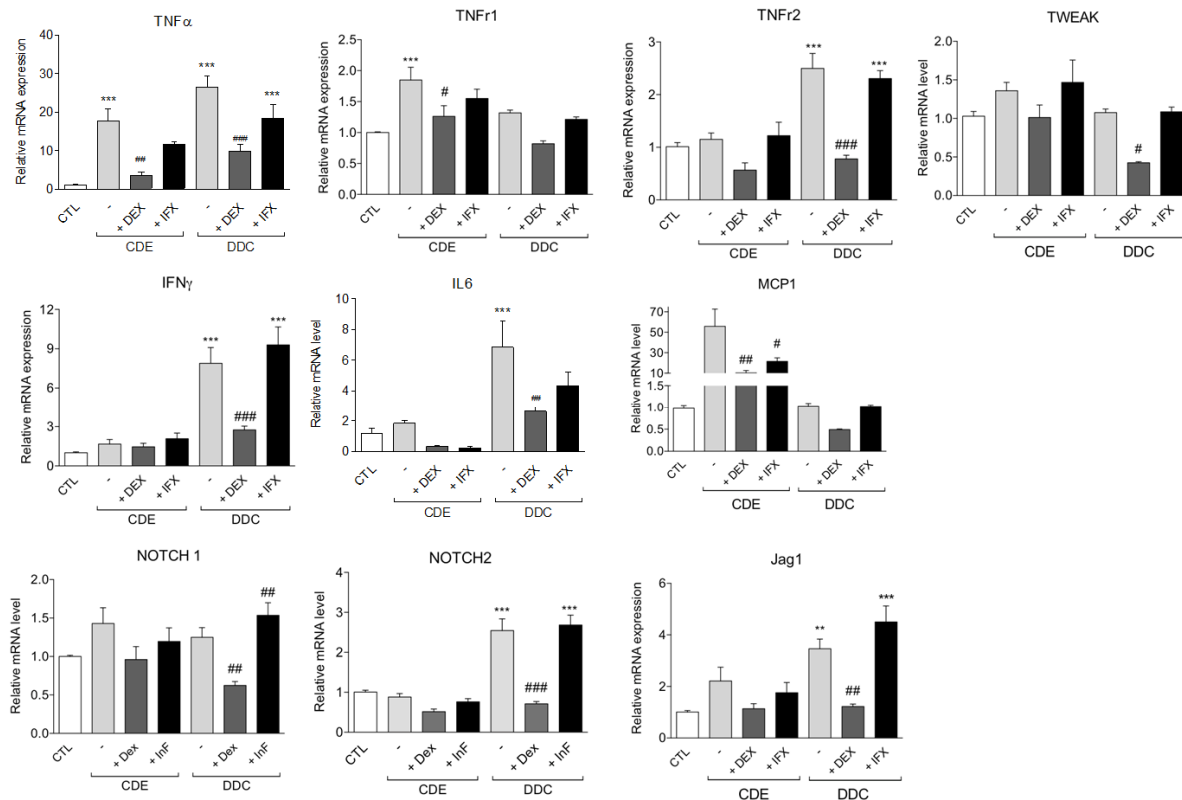 TNFα
Relative mRNA expression
40
30
20
10
0
***
##
***
###
***
CTL
-
+ DEX
+ IFX
-
+ DEX
+ IFX
CDE
DDC
TNFr1
Relative mRNA expression
2.5
2.0
1.5
1.0
0.5
0.0
***
#
CTL
-
+ DEX
+ IFX
-
+ DEX
+ IFX
CDE
DDC
TNFr2
Relative mRNA expression
3
2
1
0
***
###
***
CTL
-
+ DEX
+ IFX
-
+ DEX
+ IFX
CDE
DDC
TWEAK
Relative mRNA level
2.0
1.5
1.0
0.5
0.0
#
CTL
-
+ DEX
+ IFX
-
+ DEX
+ IFX
CDE
DDC
IFNγ
Relative mRNA expression
12
9
6
3
0
***
###
***
CTL
-
+ DEX
+ IFX
-
+ DEX
+ IFX
CDE
DDC
IL6
Relative mRNA level
10
8
6
4
2
0
***
##
CTL
-
+ DEX
+ IFX
-
+ DEX
+ IFX
CDE
DDC
MCP1
Relative mRNA level
70
50
30
10
1.5
1.0
0.5
0.0
##
#
CTL
-
+ DEX
+ IFX
-
+ DEX
+ IFX
CDE
DDC
NOTCH 1
Relative mRNA level
2.0
1.5
1.0
0.5
0.0
##
##
CTL
-
+ Dex
+ InF
-
+ Dex
+ InF
CDE
DDC
NOTCH2
Relative mRNA level
4
3
2
1
0
***
###
***
CTL
-
+ Dex
+ InF
-
+ Dex
+ InF
CDE
DDC
Jag1
Relative mRNA expression
6
4
2
0
**
##
***
CTL
-
+ DEX
+ IFX
-
+ DEX
+ IFX
CDE
DDC